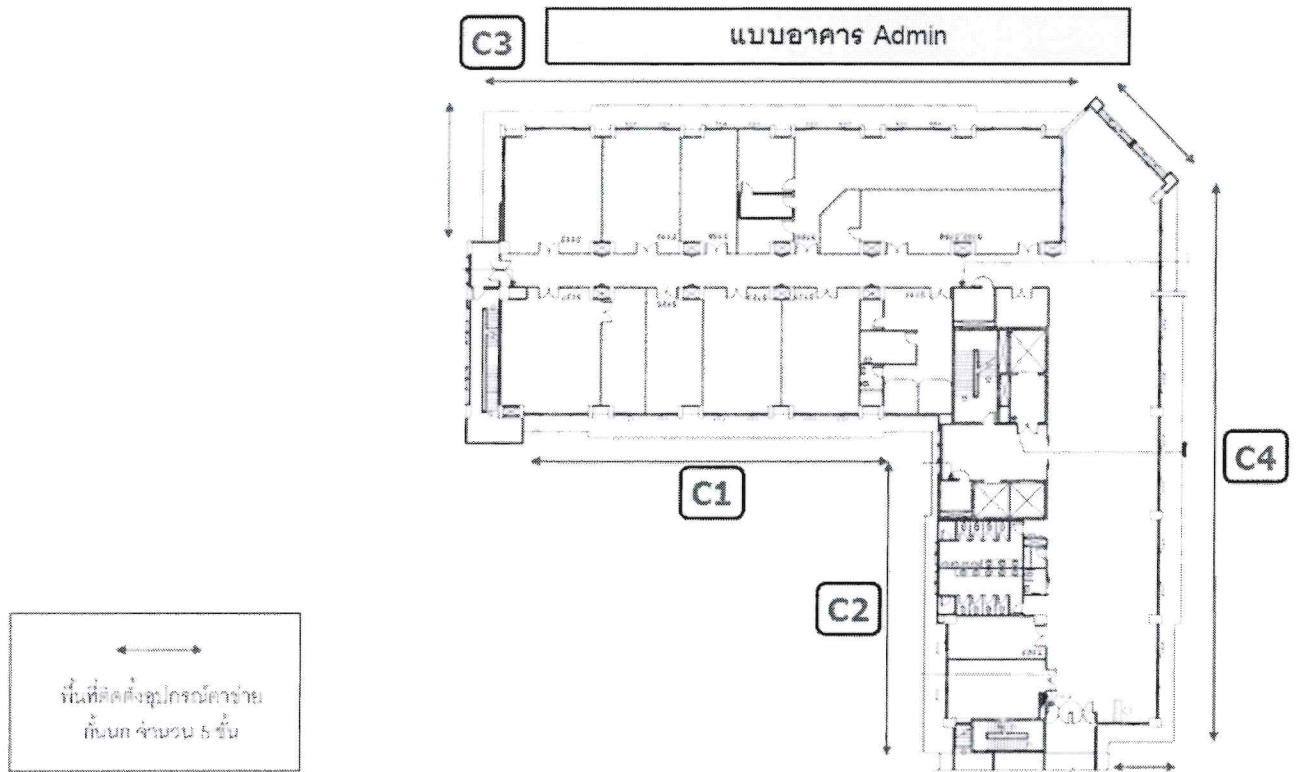 C3
แบบอาคาร Admin
C1
C4
C2
พื้นที่ติดตั้งอุปกรณ์ตาข่าย
กั้นนก จำนวน 5 ชั้น